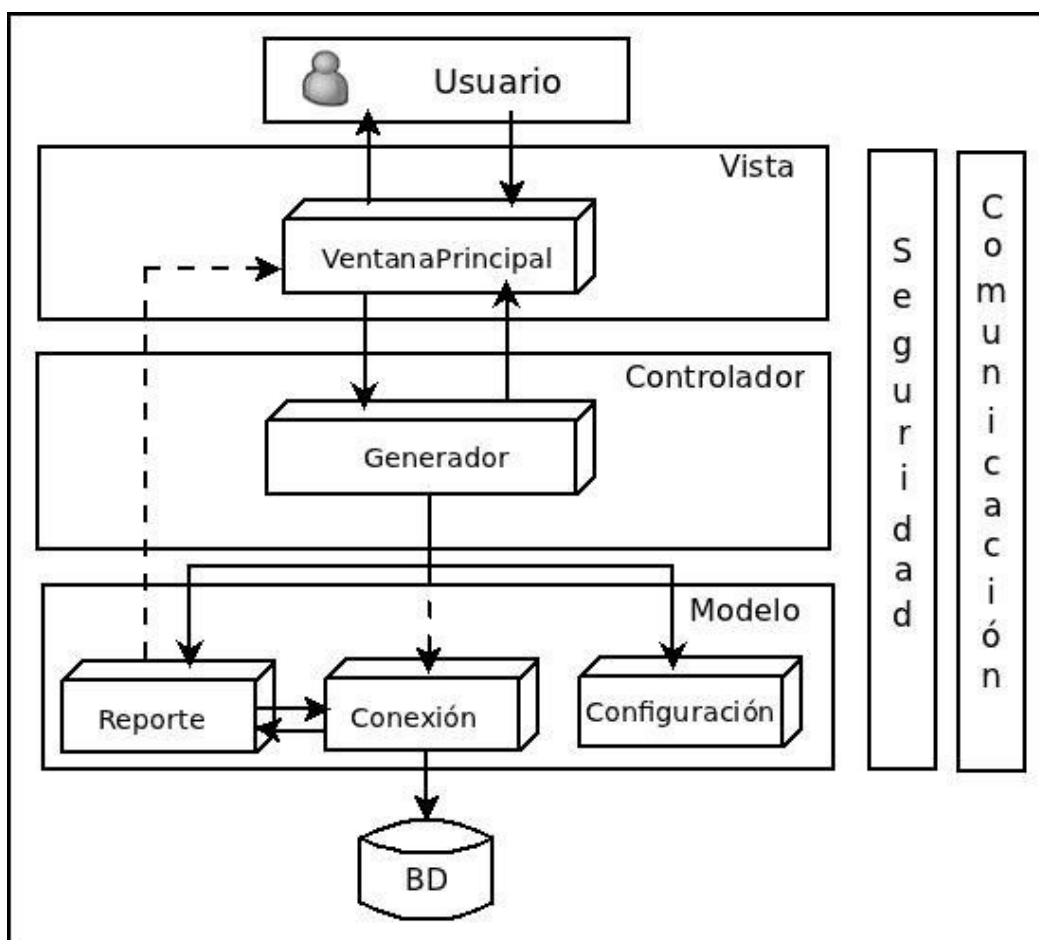 Usuario
Vista
VentanaPrincipal
Controlador
Generador
Modelo
Reporte
Conexión
Configuración
BD
Seguridad
Comunicación